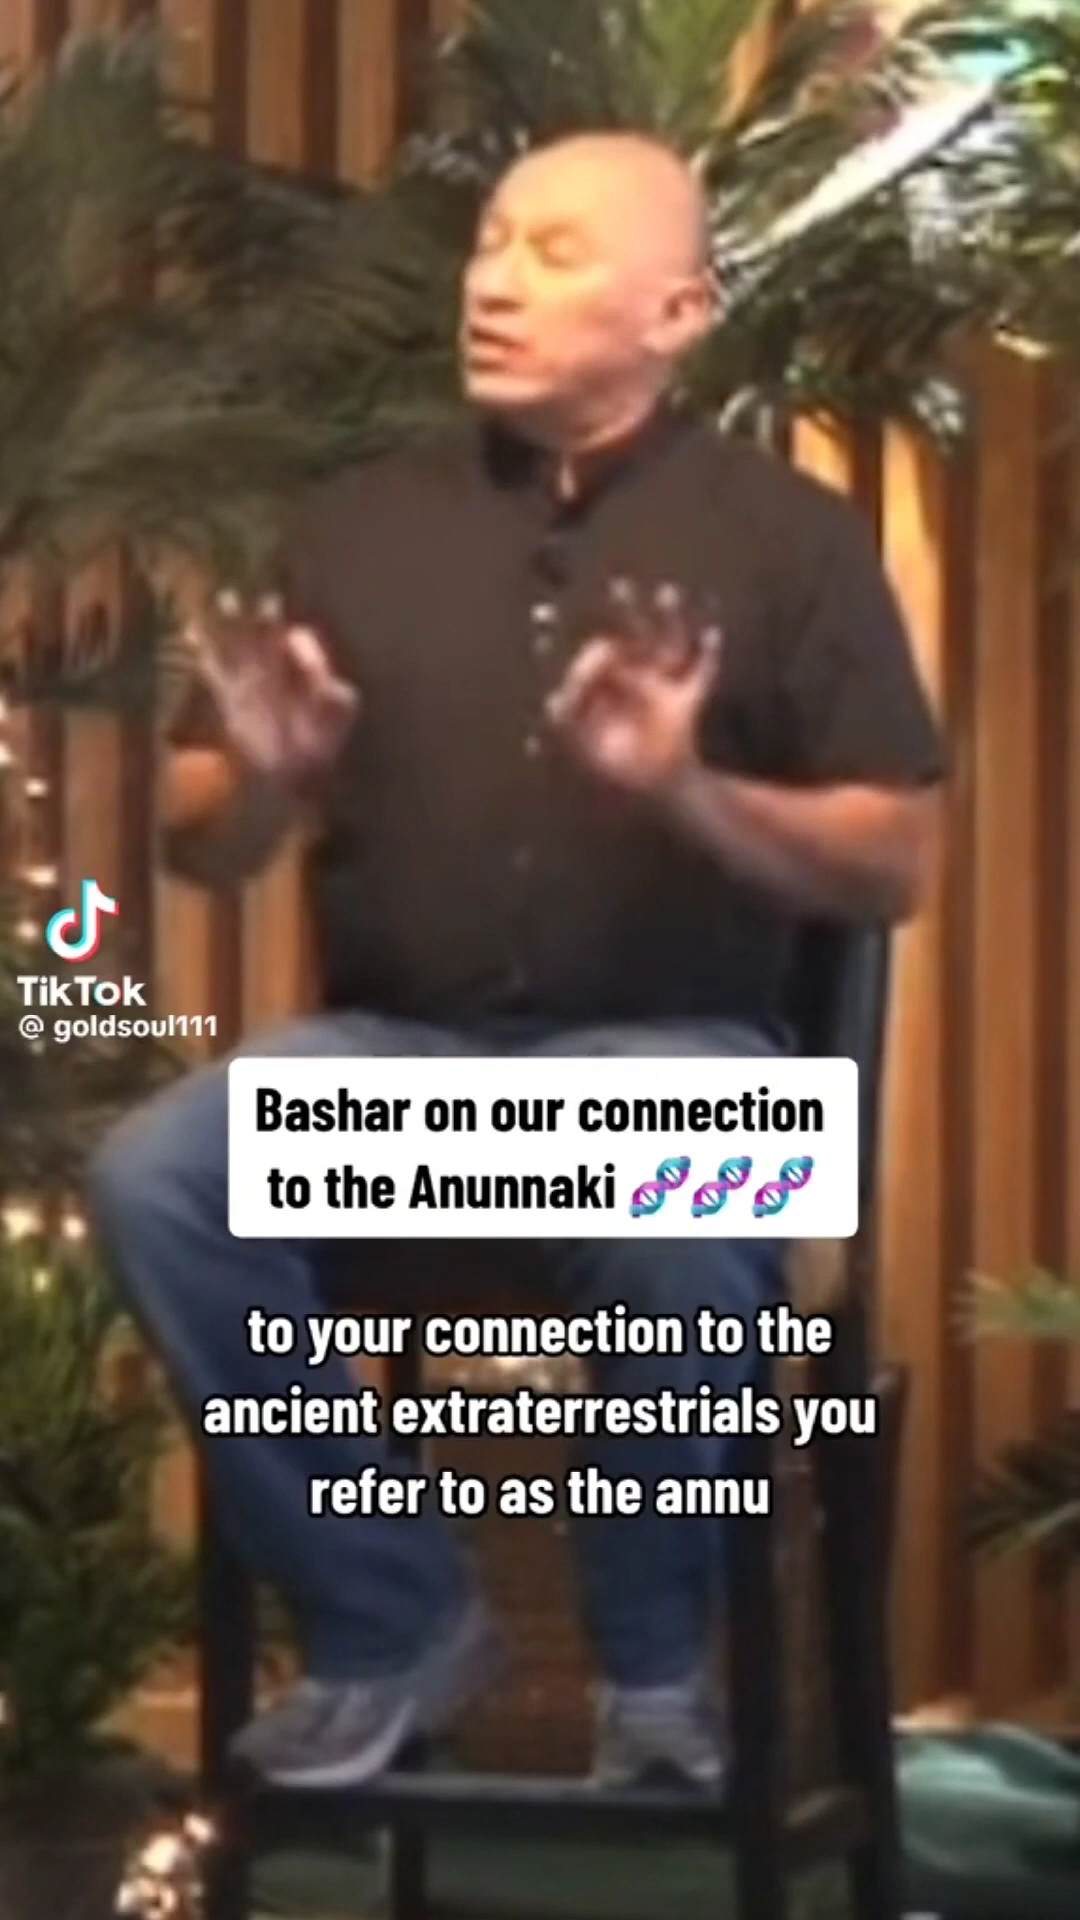 TikTok
@ goldsoul111
Bashar on our connection
to the Anunnaki 🧬🧬🧬
to your connection to the
ancient extraterrestrials you
refer to as the annu